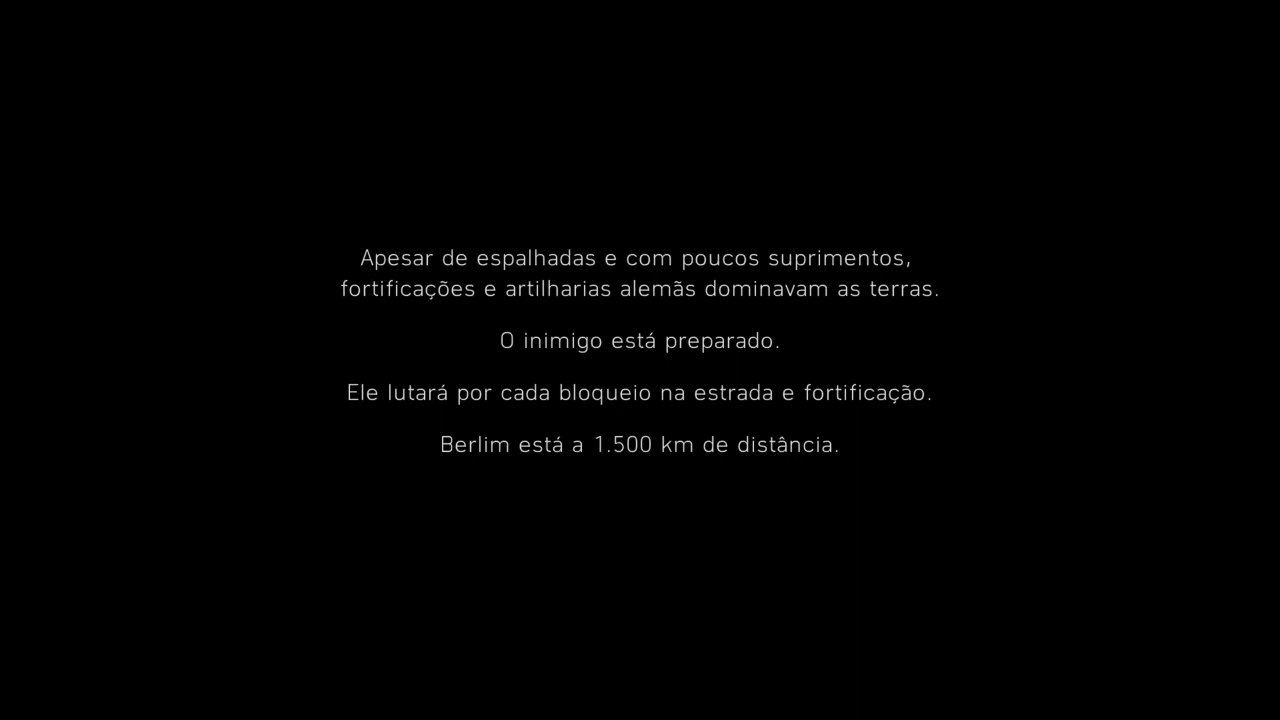 Apesar de espalhadas e com poucos suprimentos,
fortificações e artilharias alemãs dominavam as terras.
O inimigo está preparado.
Ele lutará por cada bloqueio na estrada e fortificação.
Berlim está a 1.500 km de distância.